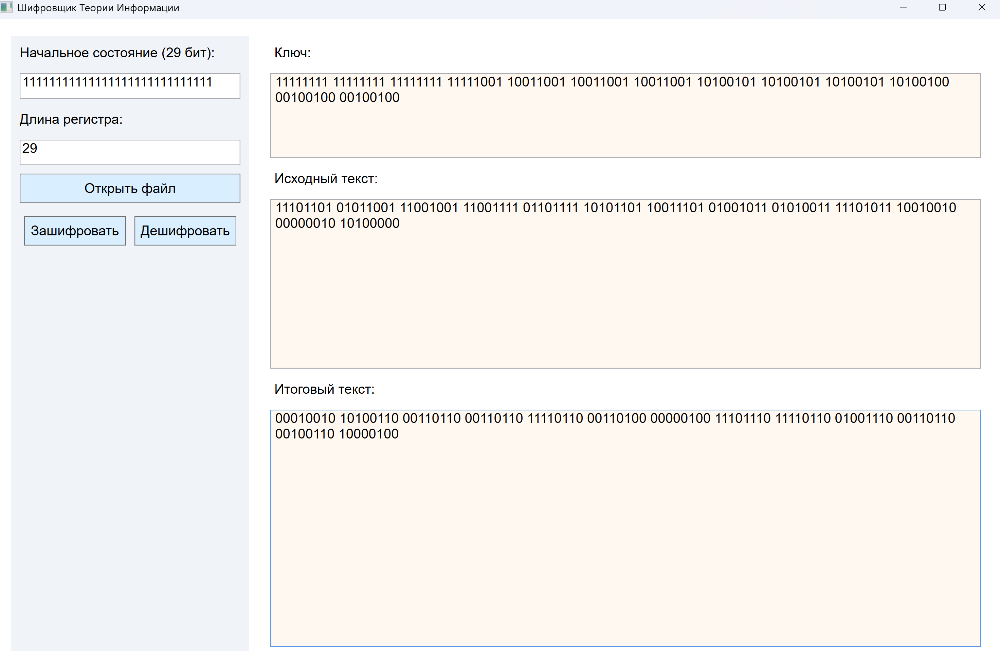 Шифровщик Теории Информации
Начальное состояние (29 бит):
11111111111111111111111111111
Длина регистра:
29
Открыть файл
Зашифровать Дешифровать
Ключ:
11111111 11111111 11111111 11111001 10011001 10011001 10011001 10100101 10100101 10100101 10100100
00100100 00100100
Исходный текст:
11101101 01011001 11001001 11001111 01101111 10101101 10011101 01001011 01010011 11101011 10010010
00000010 10100000
Итоговый текст:
00010010 10100110 00110110 00110110 11110110 00110100 00000100 11101110 11110110 01001110 00110110
00100110 10000100